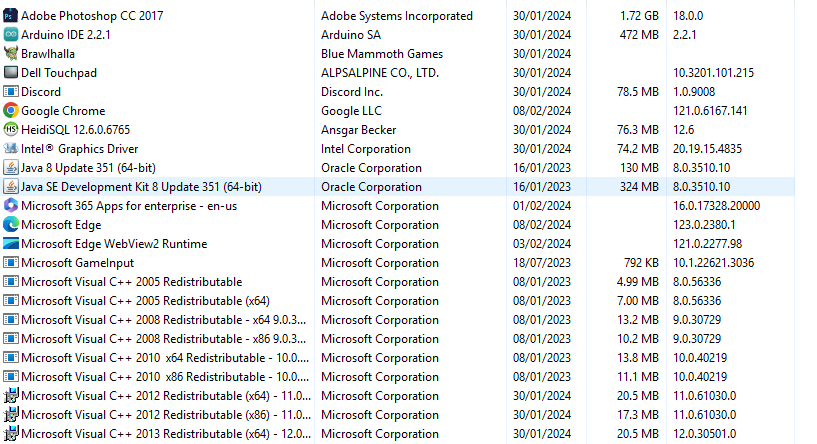 Adobe Photoshop CC 2017 Adobe Systems Incorporated 30/01/2024 1.72 GB 18.0.0
Arduino IDE 2.2.1 Arduino SA 30/01/2024 472 MB 2.2.1
Brawlhalla Blue Mammoth Games 30/01/2024
Dell Touchpad ALPSALPINE CO., LTD. 30/01/2024 10.3201.101.215
Discord Discord Inc. 30/01/2024 78.5 MB 1.0.9008
Google Chrome Google LLC 08/02/2024 121.0.6167.141
HS HeidiSQL 12.6.0.6765 Ansgar Becker 30/01/2024 76.3 MB 12.6
Intel® Graphics Driver Intel Corporation 30/01/2024 74.2 MB 20.19.15.4835
Java 8 Update 351 (64-bit) Oracle Corporation 16/01/2023 130 MB 8.0.3510.10
Java SE Development Kit 8 Update 351 (64-bit) Oracle Corporation 16/01/2023 324 MB 8.0.3510.10
Microsoft 365 Apps for enterprise - en-us Microsoft Corporation 01/02/2024 16.0.17328.20000
Microsoft Edge Microsoft Corporation 08/02/2024 123.0.2380.1
Microsoft Edge WebView2 Runtime Microsoft Corporation 03/02/2024 121.0.2277.98
Microsoft GameInput Microsoft Corporation 18/07/2023 792 KB 10.1.22621.3036
Microsoft Visual C++ 2005 Redistributable Microsoft Corporation 08/01/2023 4.99 MB 8.0.56336
Microsoft Visual C++ 2005 Redistributable (x64) Microsoft Corporation 08/01/2023 7.00 MB 8.0.56336
Microsoft Visual C++ 2008 Redistributable - x64 9.0.3... Microsoft Corporation 08/01/2023 13.2 MB 9.0.30729
Microsoft Visual C++ 2008 Redistributable - x86 9.0.3... Microsoft Corporation 08/01/2023 10.2 MB 9.0.30729
Microsoft Visual C++ 2010  x64 Redistributable - 10.0.... Microsoft Corporation 08/01/2023 13.8 MB 10.0.40219
Microsoft Visual C++ 2010  x86 Redistributable - 10.0.... Microsoft Corporation 08/01/2023 11.1 MB 10.0.40219
Microsoft Visual C++ 2012 Redistributable (x64) - 11.0... Microsoft Corporation 30/01/2024 20.5 MB 11.0.61030.0
Microsoft Visual C++ 2012 Redistributable (x86) - 11.0... Microsoft Corporation 30/01/2024 17.3 MB 11.0.61030.0
Microsoft Visual C++ 2013 Redistributable (x64) - 12.0... Microsoft Corporation 30/01/2024 20.5 MB 12.0.30501.0